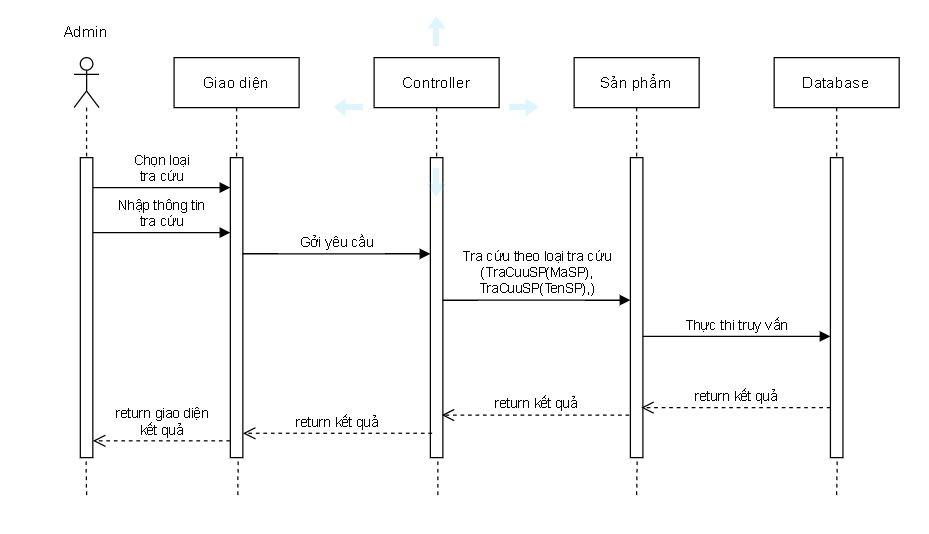 Admin
Giao diện
Controller
Sản phẩm
Database
Chọn loại
tra cứu
Nhập thông tin
tra cứu
Gởi yêu cầu
Tra cứu theo loại tra cứu
(TraCuuSP(MaSP),
TraCuuSP(TenSP),)
Thực thi truy vấn
return kết quả
return kết quả
return kết quả
return giao diện
kết quả